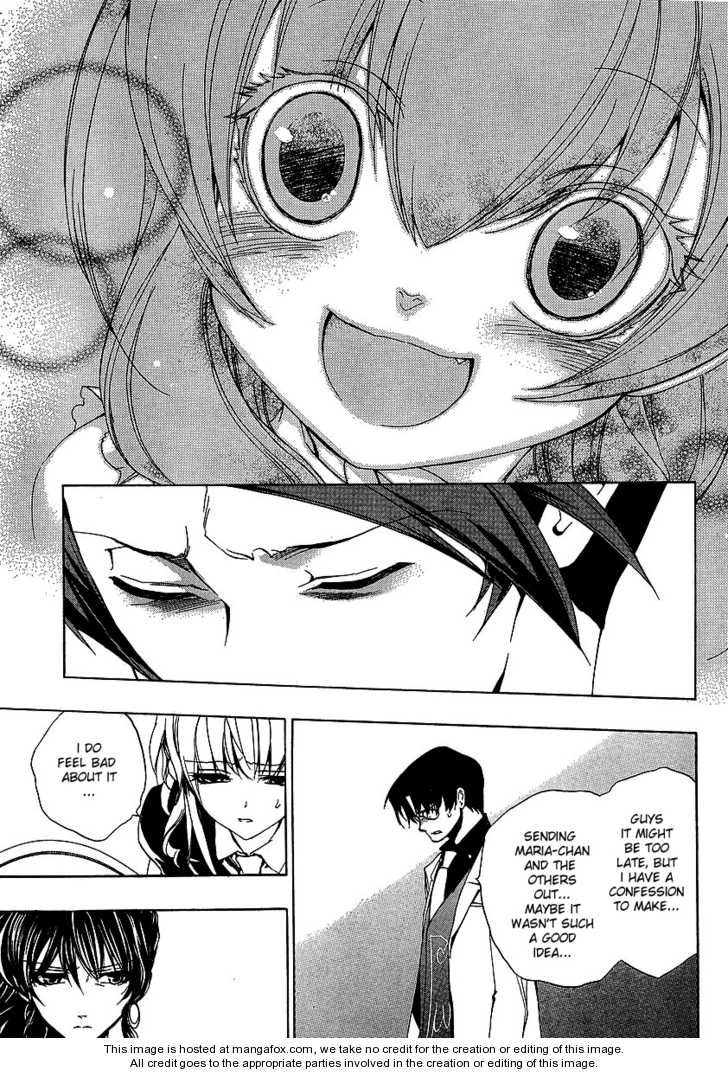 GUYS
IT MIGHT
BE TOO
LATE, BUT
I HAVE A
CONFESSION
TO MAKE...
SENDING
MARIA-CHAN
AND THE
OTHERS
OUT...
MAYBE IT
WASN'T SUCH
A GOOD
IDEA...
I DO
FEEL BAD
ABOUT IT
...
This image is hosted at mangafox.com, we take no credit for the creation or editing of this image.
All credit goes to the appropriate parties involved in the creation or editing of this image.